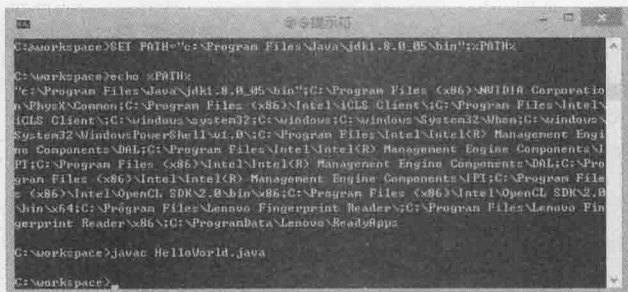 命令提示符
C:\workspace>SET PATH="c:\Program Files\Java\jdk1.8.0_05\bin";%PATH%
C:\workspace>echo %PATH%
"c:\Program Files\Java\jdk1.8.0_05\bin";C:\Program Files (x86)\NVIDIA Corporatio
n\PhysX\Common;C:\Program Files (x86)\Intel\iCLS Client\;C:\Program Files\Intel\
iCLS Client\;C:\windows\system32;C:\windows;C:\windows\System32\Wbem;C:\windows\
System32\WindowsPowerShell\v1.0\;C:\Program Files\Intel\Intel(R) Management Engi
ne Components\DAL;C:\Program Files\Intel\Intel(R) Management Engine Components\I
PT;C:\Program Files (x86)\Intel\Intel(R) Management Engine Components\DAL;C:\Pro
gram Files (x86)\Intel\Intel(R) Management Engine Components\IPT;C:\Program File
s (x86)\Intel\OpenCL SDK\2.0\bin\x86;C:\Program Files (x86)\Intel\OpenCL SDK\2.0
\bin\x64;C:\Program Files\Lenovo Fingerprint Reader\;C:\Program Files\Lenovo Fin
gerprint Reader\x86\;C:\ProgramData\Lenovo\ReadyApps
C:\workspace>javac HelloWorld.java
C:\workspace>